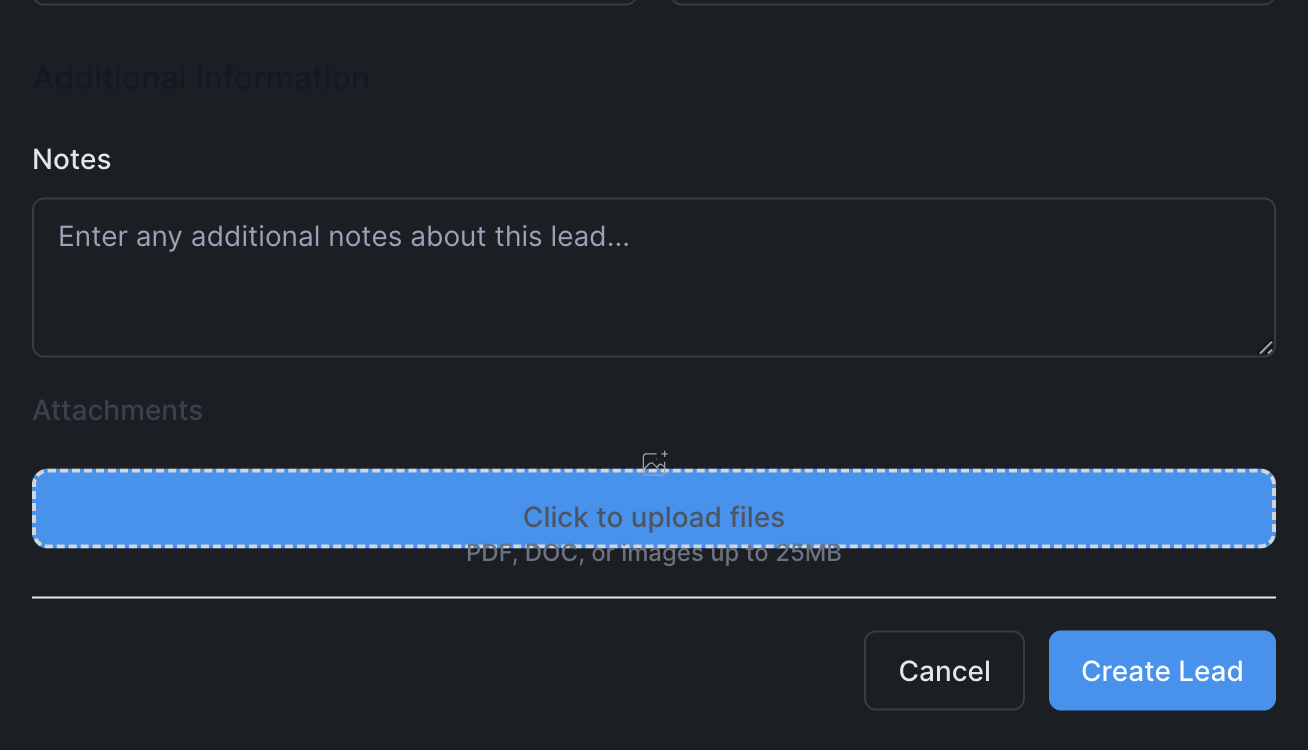 Additional Information
Notes
Enter any additional notes about this lead...
Attachments
Click to upload files
PDF, DOC, or images up to 25MB
Cancel
Create Lead